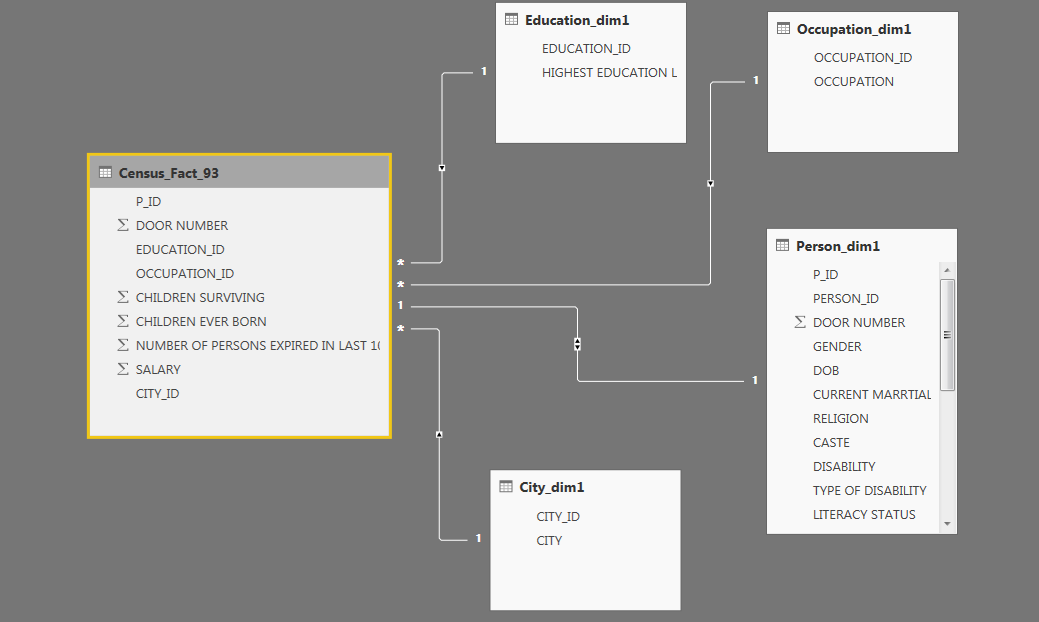 Education_dim1
EDUCATION_ID
HIGHEST EDUCATION L
Occupation_dim1
OCCUPATION_ID
OCCUPATION
1
1
Census_Fact_93
P_ID
DOOR NUMBER
EDUCATION_ID
OCCUPATION_ID
CHILDREN SURVIVING
CHILDREN EVER BORN
NUMBER OF PERSONS EXPIRED IN LAST 10
SALARY
CITY_ID
*
*
1
*
1
Person_dim1
P_ID
PERSON_ID
DOOR NUMBER
GENDER
DOB
CURRENT MARRTIAL
RELIGION
CASTE
DISABILITY
TYPE OF DISABILITY
LITERACY STATUS
City_dim1
CITY_ID
CITY
1